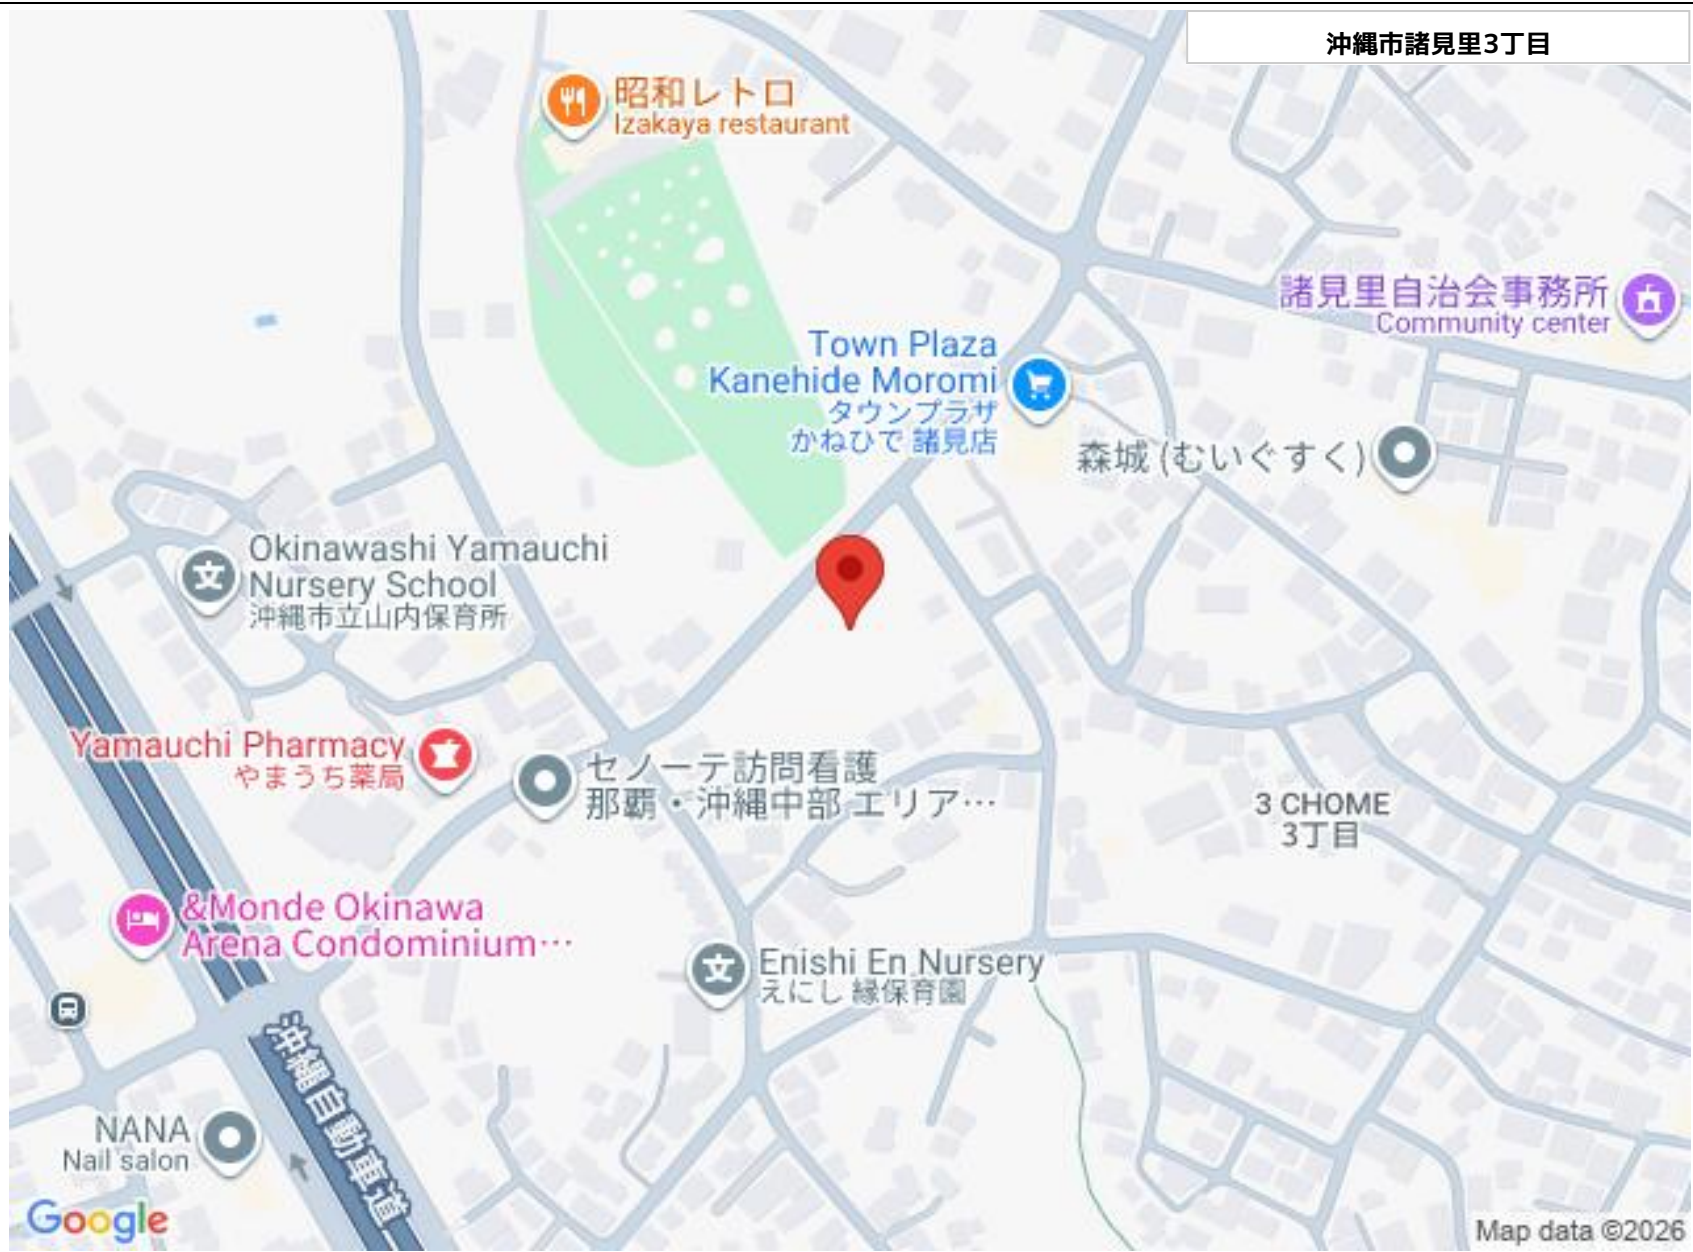 沖縄市諸見里3丁目
昭和レトロ
Izakaya restaurant
諸見里自治会事務所
Community center
Town Plaza
Kanehide Moromi
タウンプラザ
かねひで 諸見店
森城 (むいぐすく)
Okinawashi Yamauchi
Nursery School
沖縄市立山内保育所
Yamauchi Pharmacy
やまうち薬局
セノーテ訪問看護
那覇・沖縄中部 エリア…
3 CHOME
3丁目
&Monde Okinawa
Arena Condominium…
Enishi En Nursery
えにし 縁保育園
沖縄自動車道
NANA
Nail salon
Google
Map data ©2026